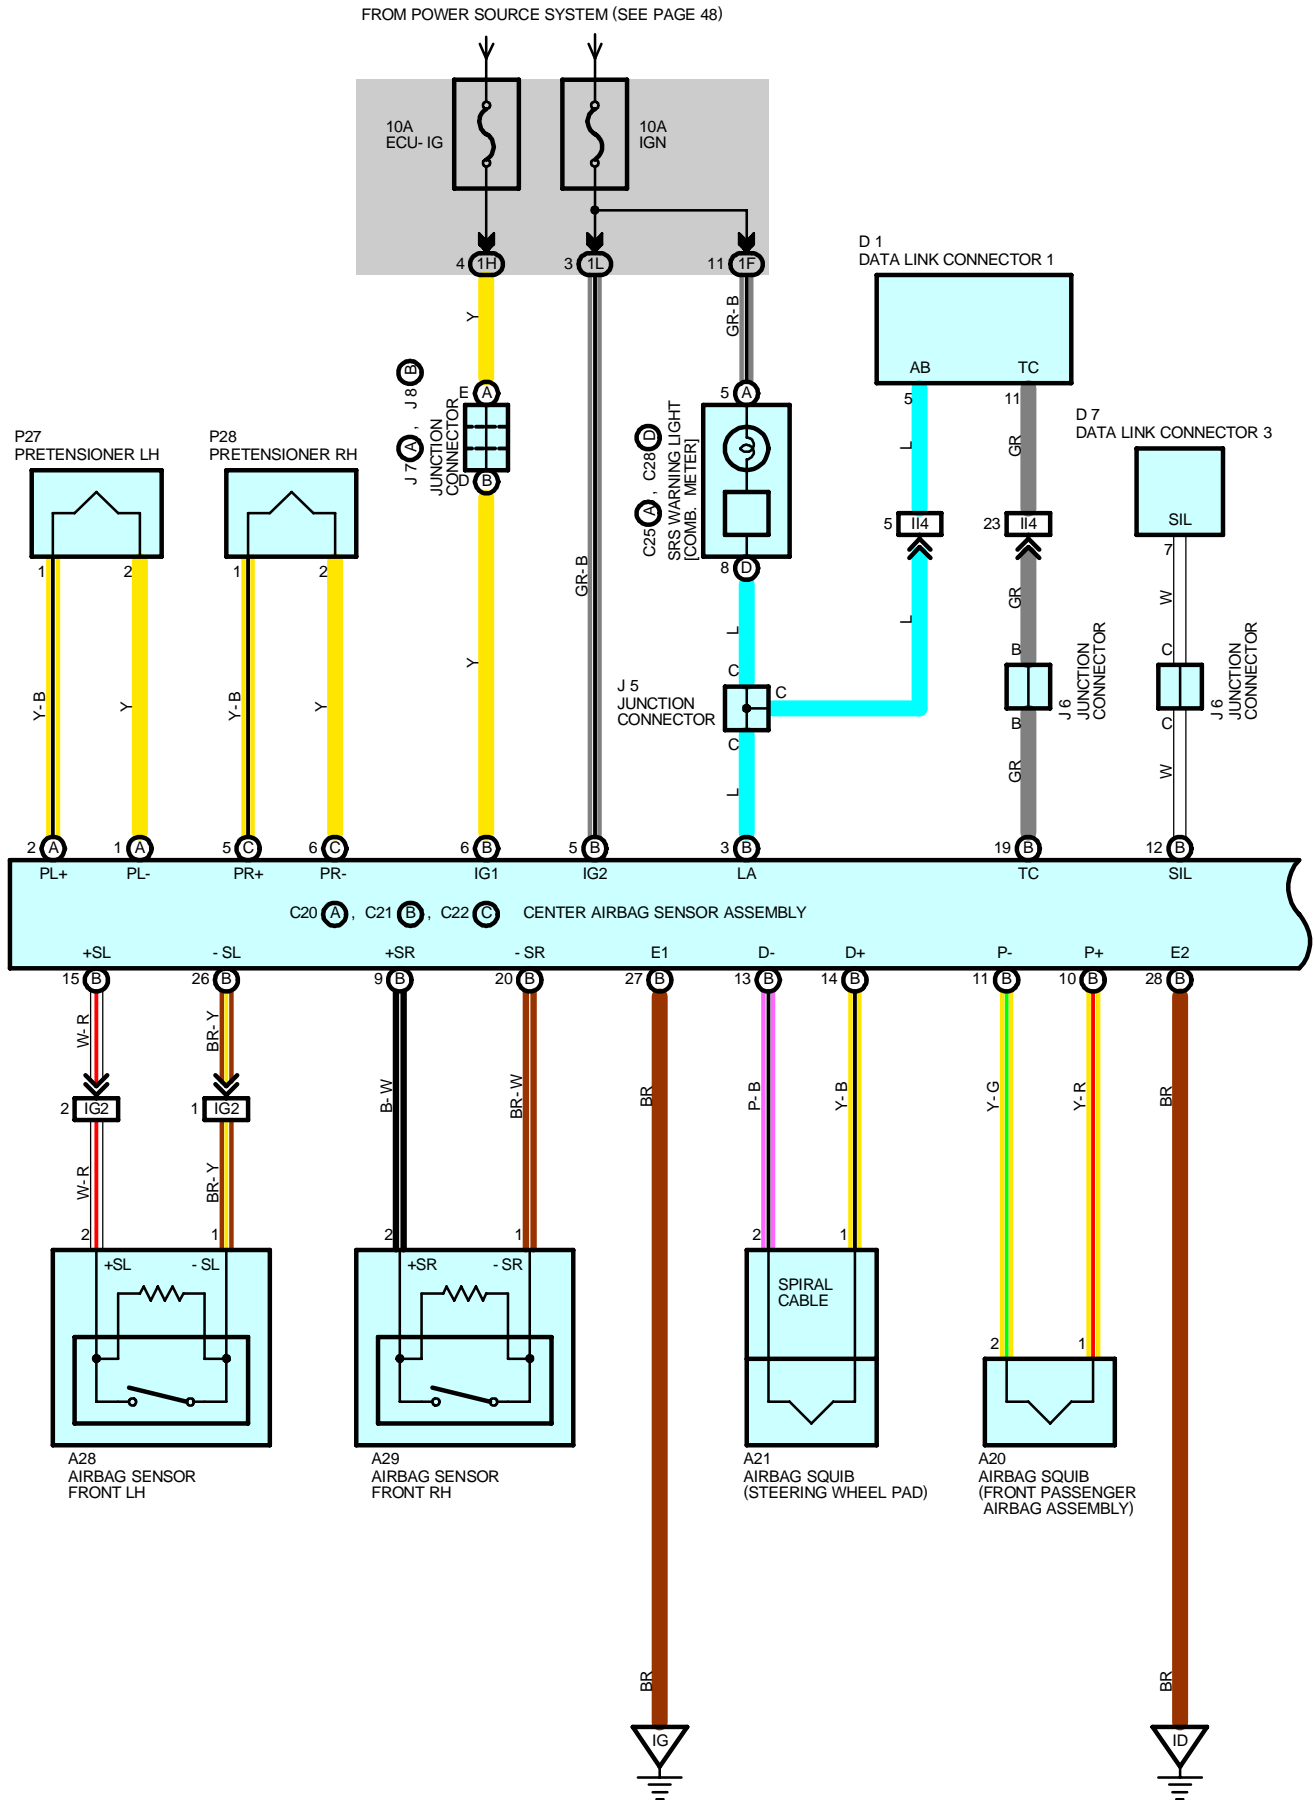 FROM POWER SOURCE SYSTEM (SEE PAGE 48)
10A
ECU- IG
10A
IGN
4 1H
3 1L
11 1F
D 1
DATA LINK CONNECTOR 1
AB
TC
5
11
Y
GR- B
L
GR
J 7 A , J 8 B
JUNCTION
CONNECTOR
E A
D B
5 A
C25 A , C28 D
SRS WARNING LIGHT
[COMB. METER]
8 D
D 7
DATA LINK CONNECTOR 3
SIL
7
P27
PRETENSIONER LH
P28
PRETENSIONER RH
1
2
1
2
5 II4
23 II4
GR- B
L
GR
W
Y- B
Y
Y- B
Y
Y
L
C
J 5
JUNCTION
CONNECTOR
C
C
L
B
J 6
JUNCTION
CONNECTOR
B
GR
C
J 6
JUNCTION
CONNECTOR
C
W
2 A
1 A
5 C
6 C
6 B
5 B
3 B
19 B
12 B
PL+
PL-
PR+
PR-
IG1
IG2
LA
TC
SIL
C20 A , C21 B , C22 C CENTER AIRBAG SENSOR ASSEMBLY
+SL
- SL
+SR
- SR
E1
D-
D+
P-
P+
E2
15 B
26 B
9 B
20 B
27 B
13 B
14 B
11 B
10 B
28 B
W- R
BR- Y
B- W
BR- W
BR
P- B
Y- B
Y- G
Y- R
BR
2 IG2
1 IG2
W- R
BR- Y
2
1
2
1
2
1
+SL
- SL
+SR
- SR
SPIRAL
CABLE
2
1
A28
AIRBAG SENSOR
FRONT LH
A29
AIRBAG SENSOR
FRONT RH
A21
AIRBAG SQUIB
(STEERING WHEEL PAD)
A20
AIRBAG SQUIB
(FRONT PASSENGER
AIRBAG ASSEMBLY)
BR
BR
IG
ID